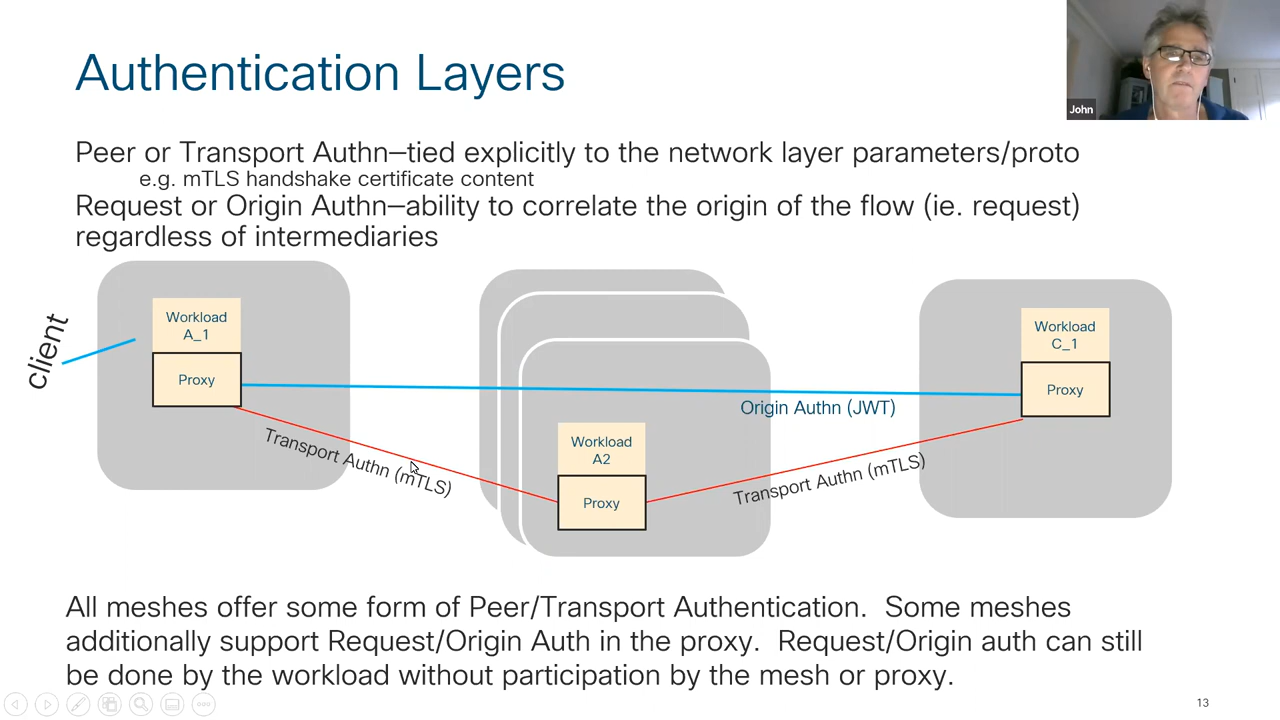 Authentication Layers
John
Peer or Transport Authn—tied explicitly to the network layer parameters/proto
e.g. mTLS handshake certificate content
Request or Origin Authn—ability to correlate the origin of the flow (ie. request)
regardless of intermediaries
client
Workload
A_1
Proxy
Workload
C_1
Proxy
Origin Authn (JWT)
Transport Authn (mTLS)
Workload
A2
Proxy
Transport Authn (mTLS)
All meshes offer some form of Peer/Transport Authentication.  Some meshes
additionally support Request/Origin Auth in the proxy.  Request/Origin auth can still
be done by the workload without participation by the mesh or proxy.
13